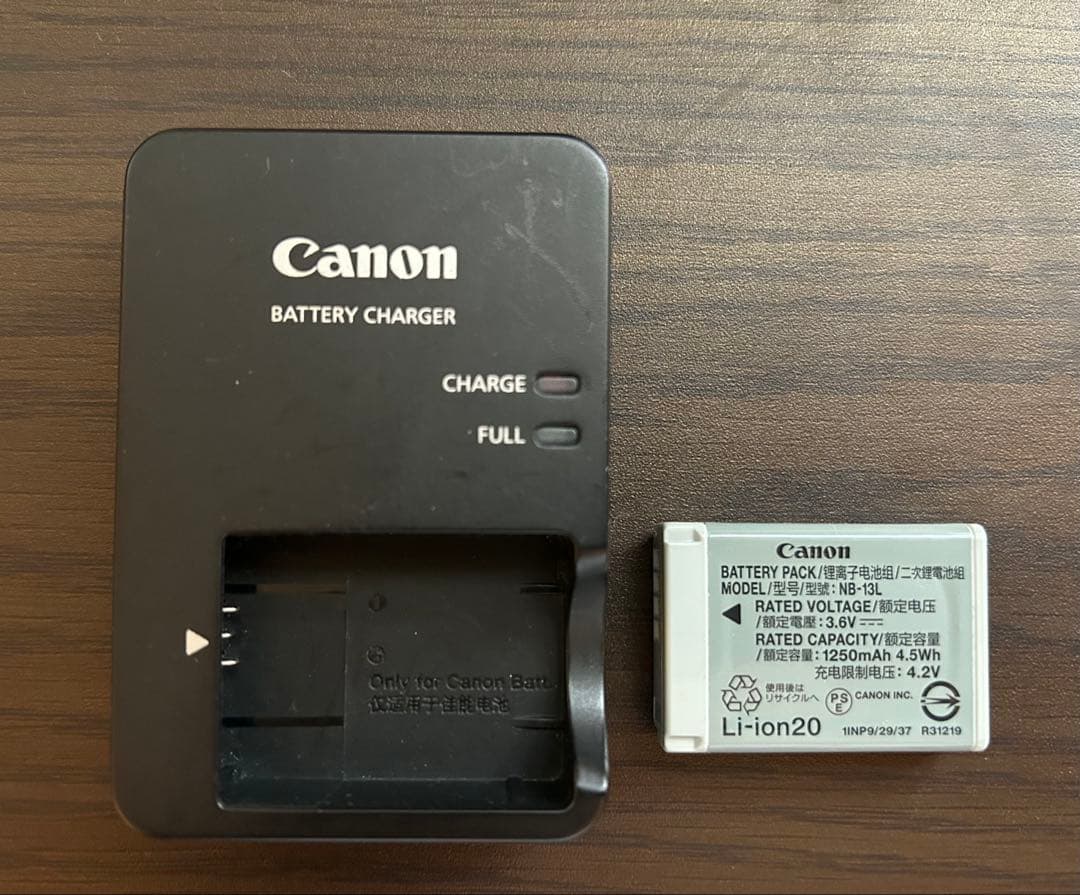 Canon
BATTERY CHARGER
CHARGE
FULL
Only for Canon Batt.
仅适用于佳能电池
Canon
BATTERY PACK/锂离子电池组/二次鋰電池組
MODEL/型号/型號: NB-13L
RATED VOLTAGE/额定电压
/額定電壓: 3.6V
RATED CAPACITY/额定容量
/額定容量: 1250mAh 4.5Wh
充电限制电压: 4.2V
使用後は
リサイクルへ
PS
E
CANON INC.
Li-ion20
1INP9/29/37
R31219